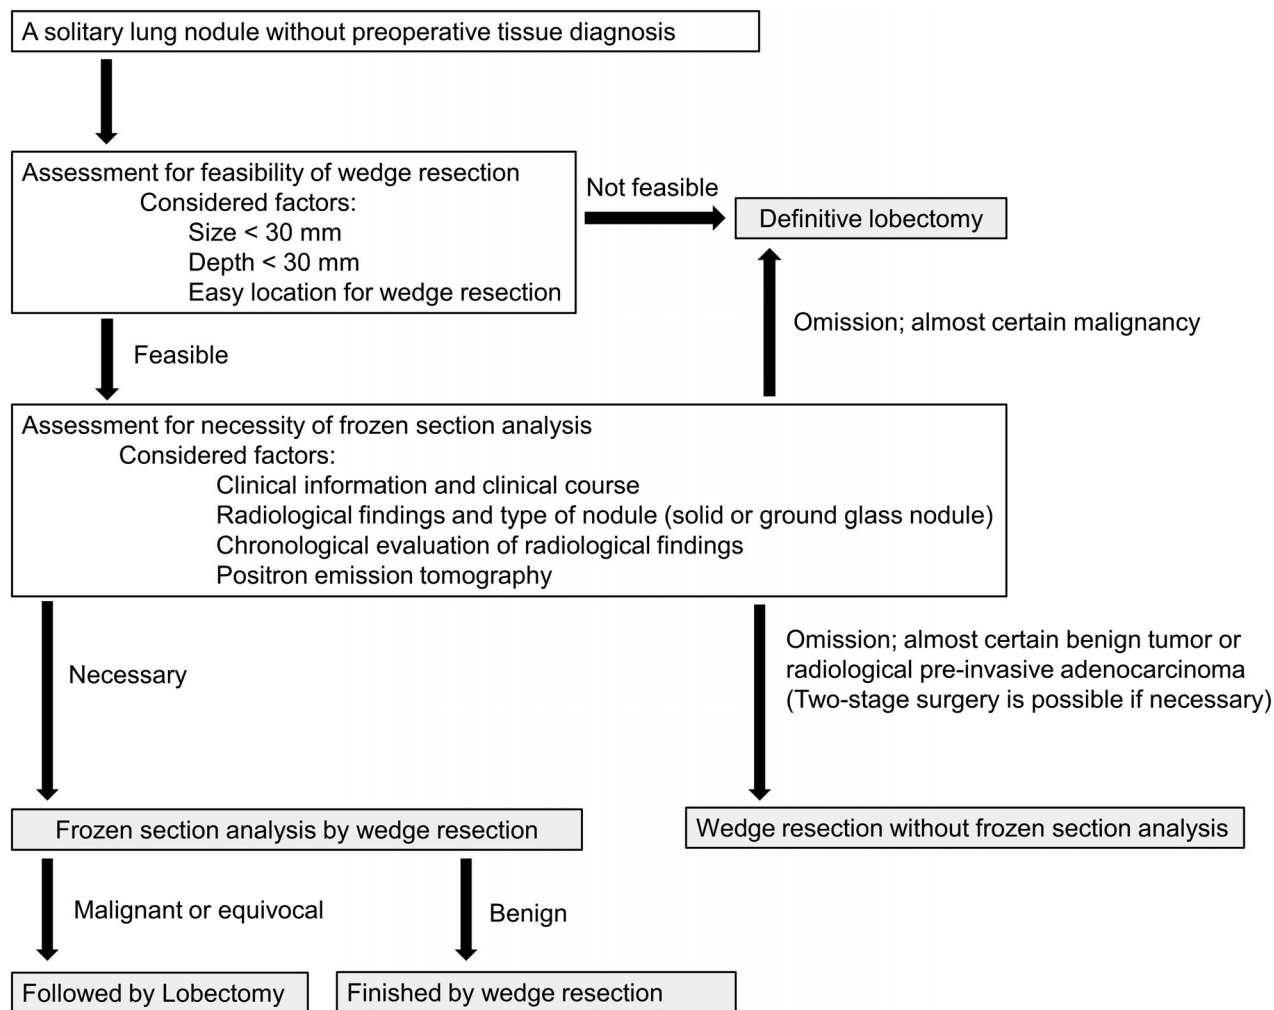 A solitary lung nodule without preoperative tissue diagnosis
Assessment for feasibility of wedge resection
Considered factors:
Size < 30 mm
Depth < 30 mm
Easy location for wedge resection
Not feasible
Definitive lobectomy
Omission; almost certain malignancy
Feasible
Assessment for necessity of frozen section analysis
Considered factors:
Clinical information and clinical course
Radiological findings and type of nodule (solid or ground glass nodule)
Chronological evaluation of radiological findings
Positron emission tomography
Necessary
Omission; almost certain benign tumor or
radiological pre-invasive adenocarcinoma
(Two-stage surgery is possible if necessary)
Frozen section analysis by wedge resection
Wedge resection without frozen section analysis
Malignant or equivocal
Benign
Followed by Lobectomy
Finished by wedge resection